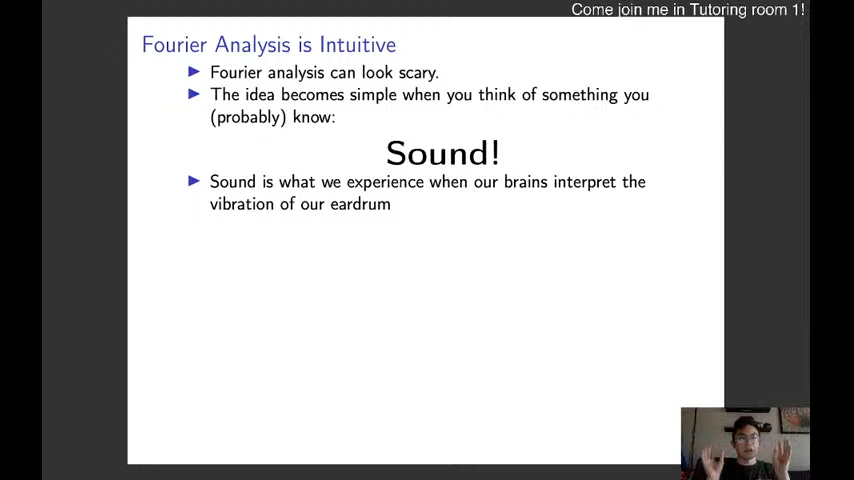 Come join me in Tutoring room 1!
Fourier Analysis is Intuitive
▶ Fourier analysis can look scary.
▶ The idea becomes simple when you think of something you
(probably) know:
Sound!
▶ Sound is what we experience when our brains interpret the
vibration of our eardrum